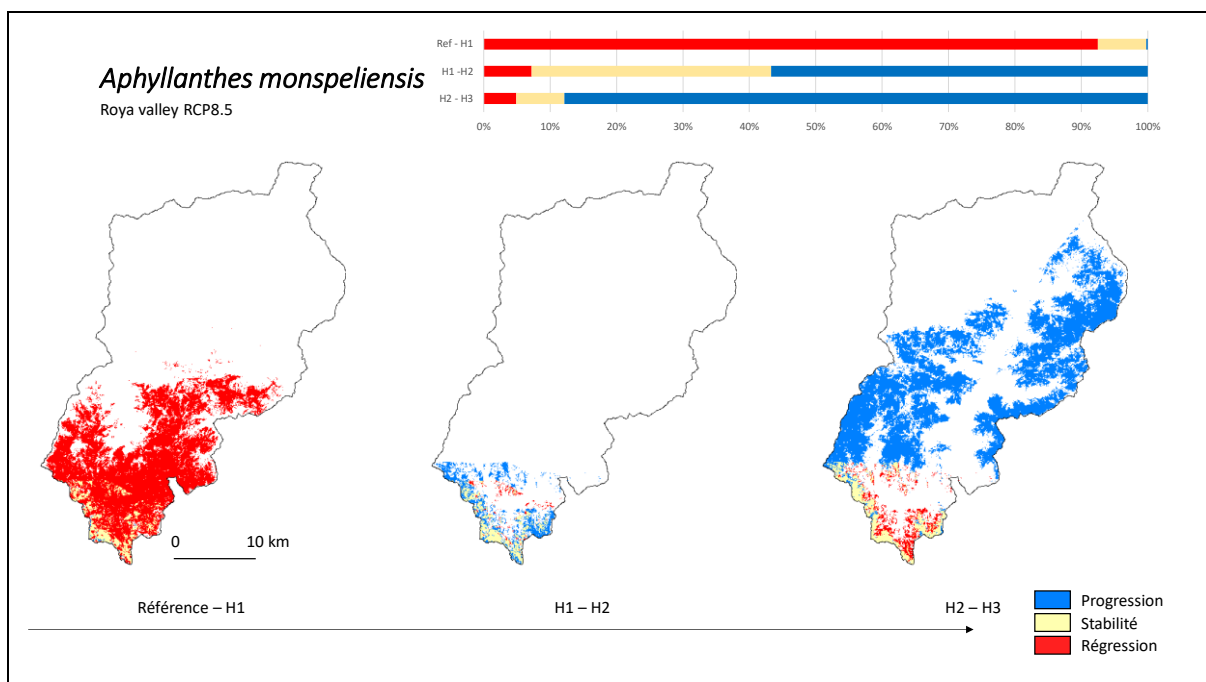 Aphyllanthes monspeliensis
Roya valley RCP8.5
Ref - H1
H1 -H2
H2 - H3
0% 10% 20% 30% 40% 50% 60% 70% 80% 90% 100%
0 10 km
Référence – H1
H1 – H2
H2 – H3
Progression
Stabilité
Régression